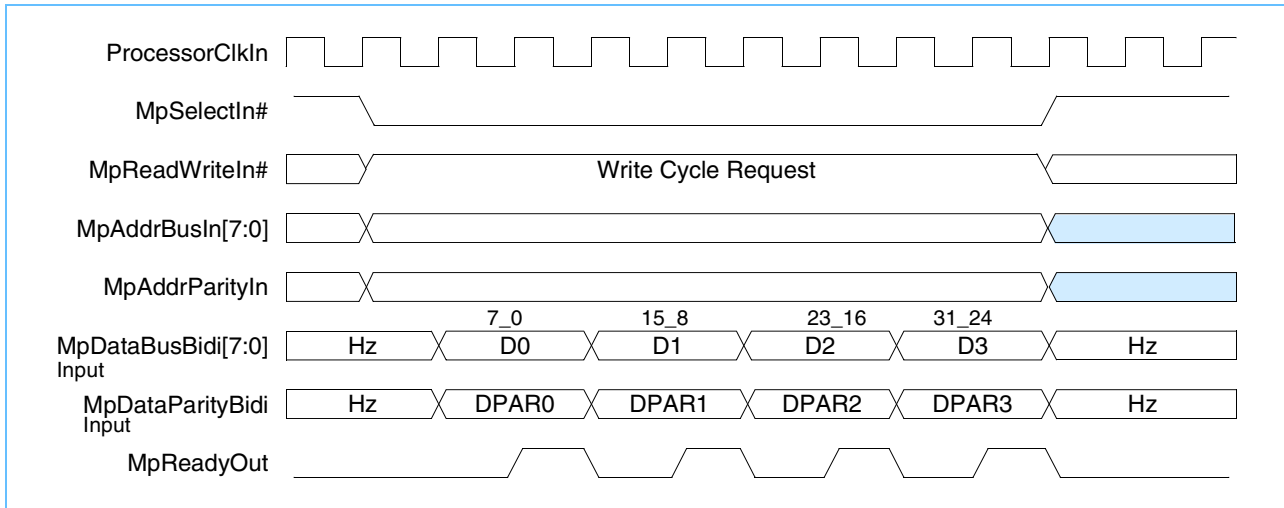 ProcessorClkIn
MpSelectIn#
MpReadWriteIn# Write Cycle Request
MpAddrBusIn[7:0]
MpAddrParityIn
7_0 15_8 23_16 31_24
MpDataBusBidi[7:0] Hz D0 D1 D2 D3 Hz
Input
MpDataParityBidi Hz DPAR0 DPAR1 DPAR2 DPAR3 Hz
Input
MpReadyOut